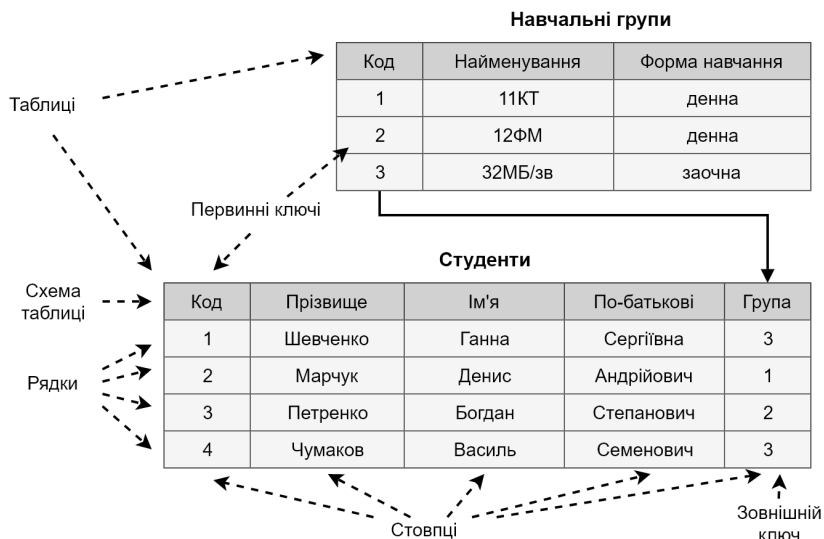 Навчальні групи
Код Найменування Форма навчання
1 11КТ денна
2 12ФМ денна
3 32МБ/зв заочна
Таблиці
Первинні ключі
Студенти
Схема
таблиці
Код Прізвище Ім'я По-батькові Група
1 Шевченко Ганна Сергіївна 3
2 Марчук Денис Андрійович 1
Рядки
3 Петренко Богдан Степанович 2
4 Чумаков Василь Семенович 3
Стовпці
Зовнішній
ключ